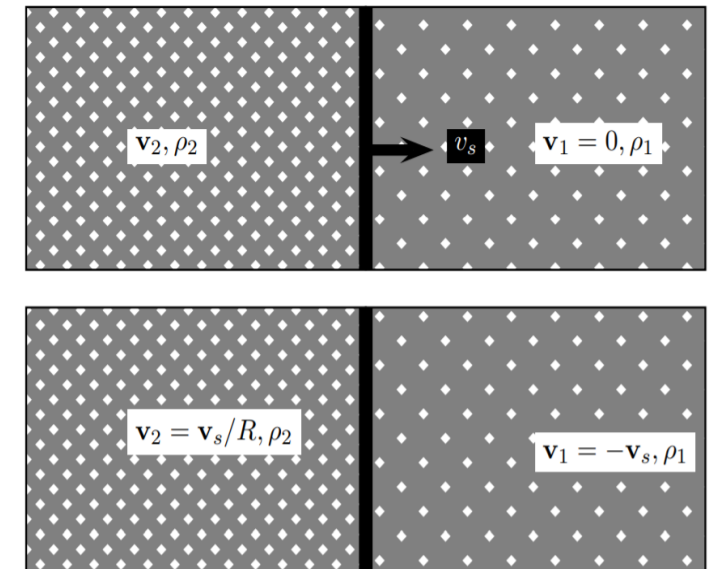 𝐯₂, ρ₂
vₛ
𝐯₁ = 0, ρ₁
𝐯₂ = 𝐯ₛ/R, ρ₂
𝐯₁ = −𝐯ₛ, ρ₁